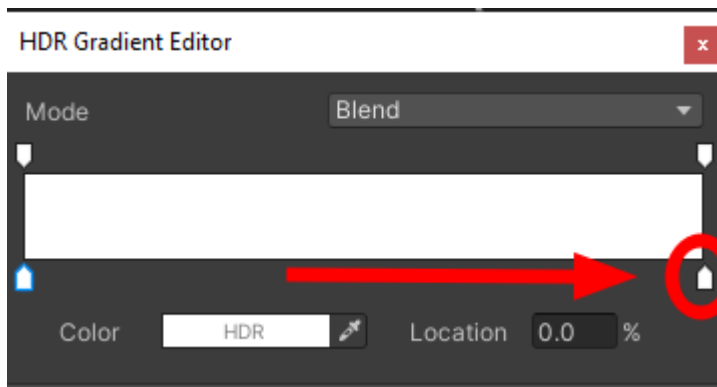 HDR Gradient Editor
x
Mode Blend
Color HDR Location 0.0 %